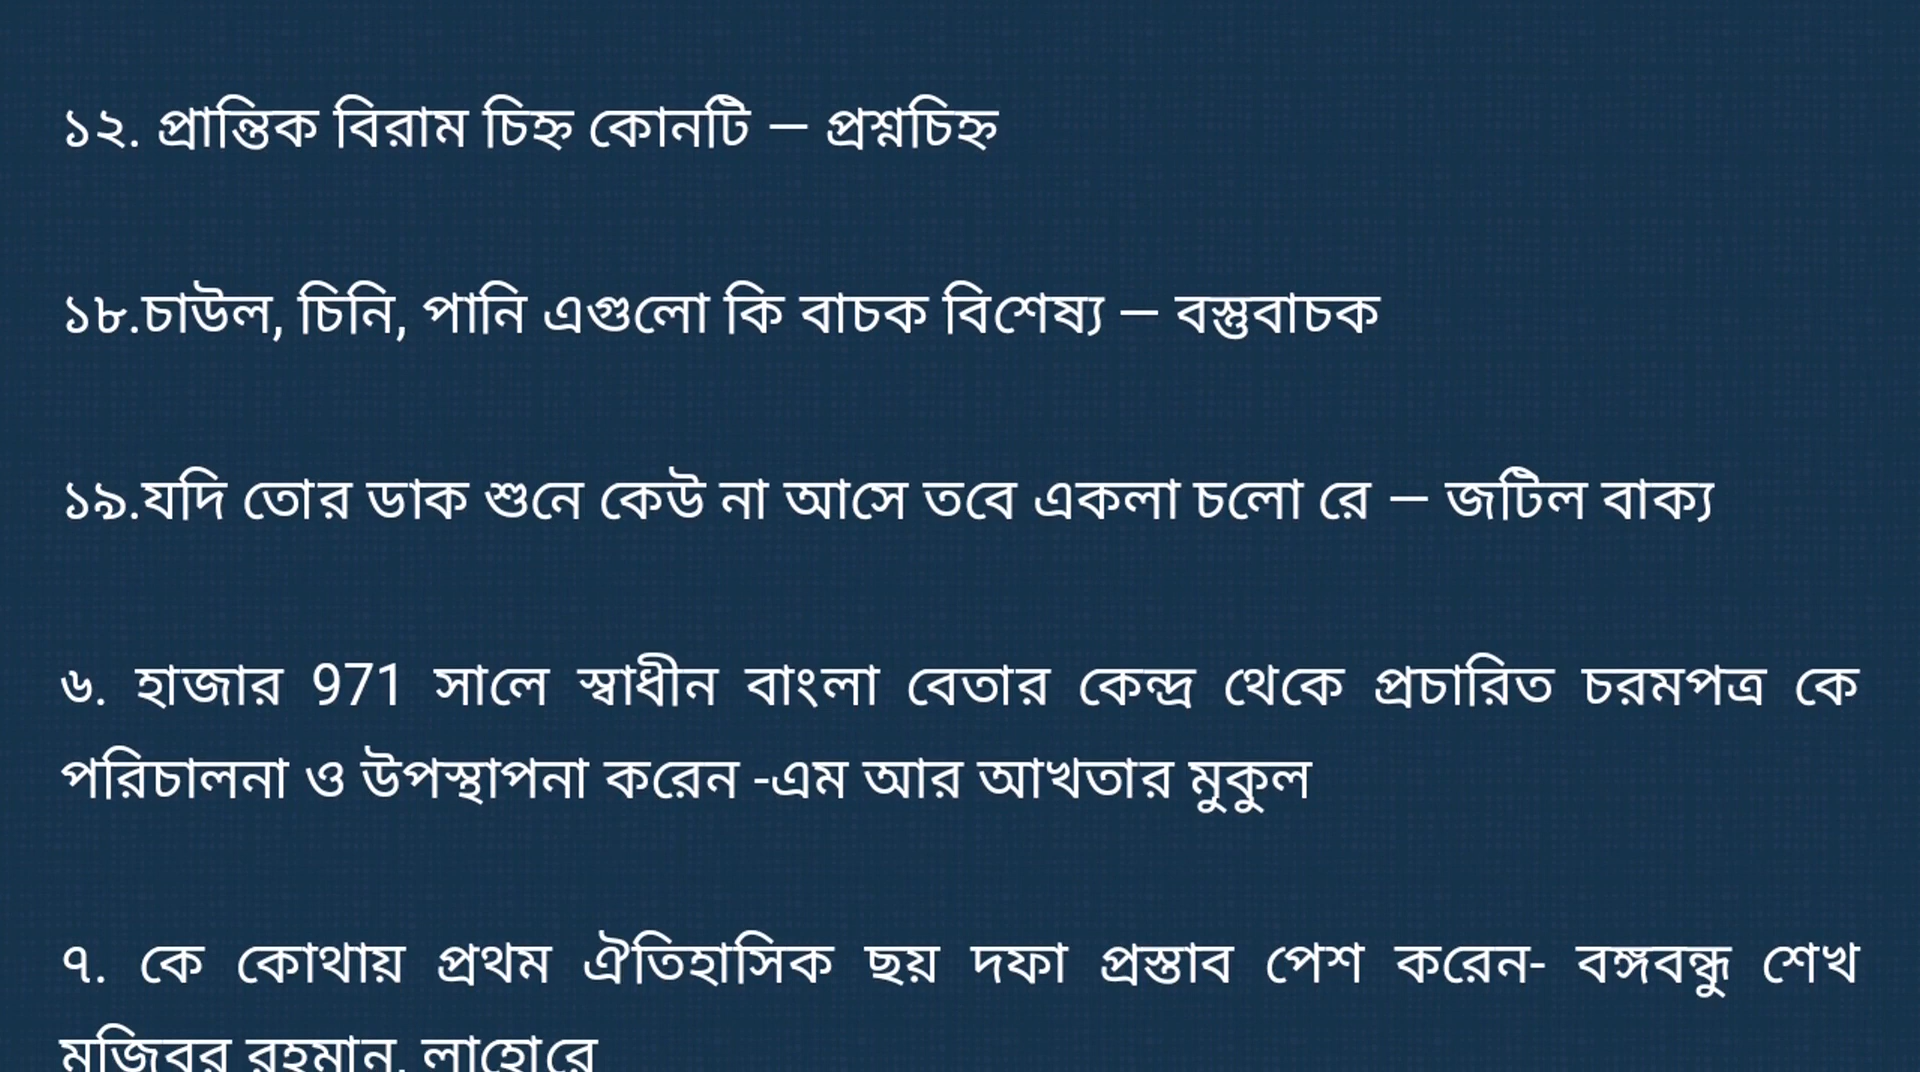 ১২. প্রান্তিক বিরাম চিহ্ন কোনটি – প্রশ্নচিহ্ন
১৮.চাউল, চিনি, পানি এগুলো কি বাচক বিশেষ্য – বস্তুবাচক
১৯.যদি তোর ডাক শুনে কেউ না আসে তবে একলা চলো রে – জটিল বাক্য
৬. হাজার 971 সালে স্বাধীন বাংলা বেতার কেন্দ্র থেকে প্রচারিত চরমপত্র কে
পরিচালনা ও উপস্থাপনা করেন -এম আর আখতার মুকুল
৭. কে কোথায় প্রথম ঐতিহাসিক ছয় দফা প্রস্তাব পেশ করেন- বঙ্গবন্ধু শেখ
মুজিবুর রহমান, লাহোরে